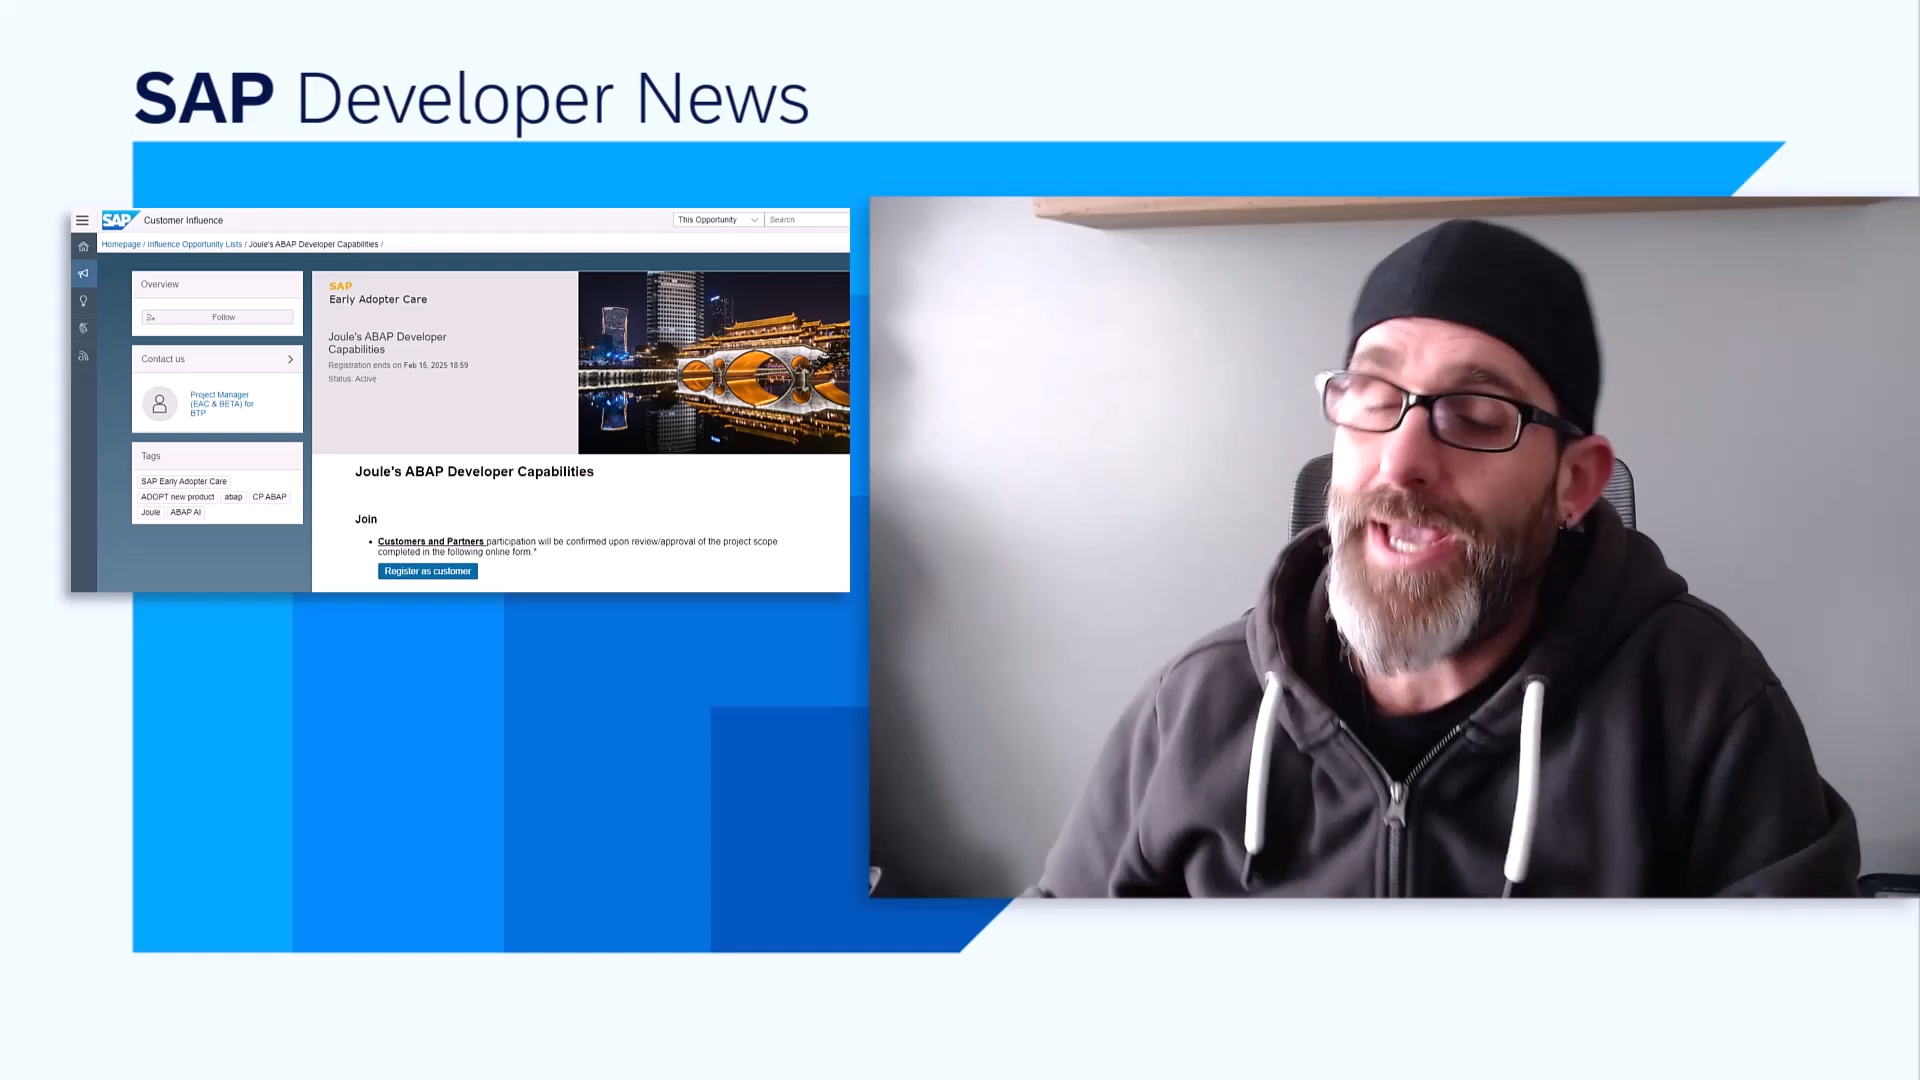 SAP Developer News
SAP Customer Influence
This Opportunity
Search
Homepage / Influence Opportunity Lists / Joule's ABAP Developer Capabilities /
Overview
Follow
Contact us
Project Manager
(EAC & BETA) for
BTP
Tags
SAP Early Adopter Care
ADOPT new product abap CP ABAP
Joule ABAP AI
SAP
Early Adopter Care
Joule's ABAP Developer
Capabilities
Registration ends on Feb 15, 2025 18:59
Status: Active
Joule's ABAP Developer Capabilities
Join
• Customers and Partners participation will be confirmed upon review/approval of the project scope
completed in the following online form.*
Register as customer